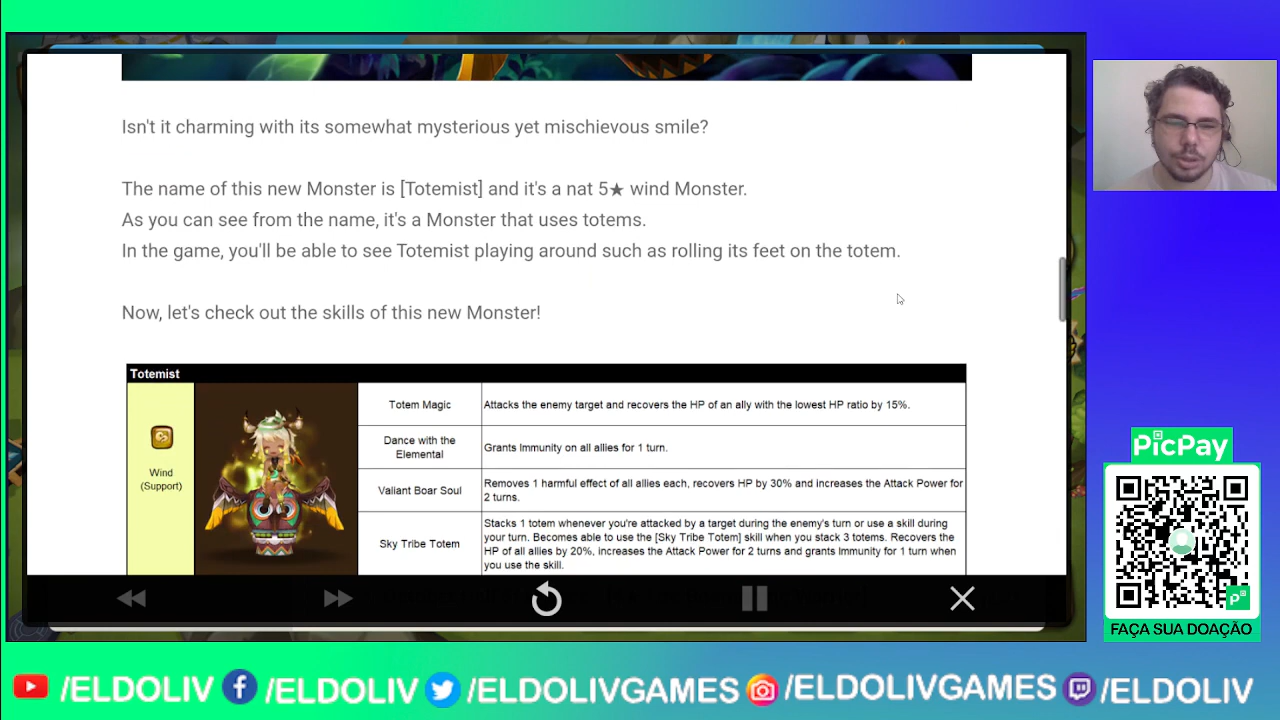 Isn't it charming with its somewhat mysterious yet mischievous smile?
The name of this new Monster is [Totemist] and it's a nat 5★ wind Monster.
As you can see from the name, it's a Monster that uses totems.
In the game, you'll be able to see Totemist playing around such as rolling its feet on the totem.
Now, let's check out the skills of this new Monster!
Totemist
Wind
(Support)
Totem Magic
Attacks the enemy target and recovers the HP of an ally with the lowest HP ratio by 15%.
Dance with the
Elemental
Grants Immunity on all allies for 1 turn.
Valiant Boar Soul
Removes 1 harmful effect of all allies each, recovers HP by 30% and increases the Attack Power for
2 turns.
Sky Tribe Totem
Stacks 1 totem whenever you're attacked by a target during the enemy's turn or use a skill during
your turn. Becomes able to use the [Sky Tribe Totem] skill when you stack 3 totems. Recovers the
HP of all allies by 20%, increases the Attack Power for 2 turns and grants Immunity for 1 turn when
you use the skill.
PicPay
FAÇA SUA DOAÇÃO
/ELDOLIV
/ELDOLIV
/ELDOLIVGAMES
/ELDOLIVGAMES
/ELDOLIV